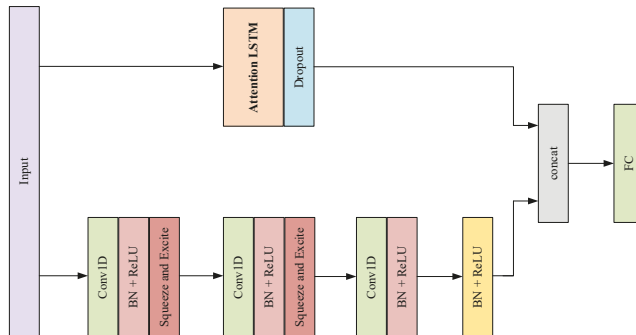 Input
Attention LSTM
Dropout
Conv1D
BN + ReLU
Squeeze and Excite
Conv1D
BN + ReLU
Squeeze and Excite
Conv1D
BN + ReLU
BN + ReLU
concat
FC